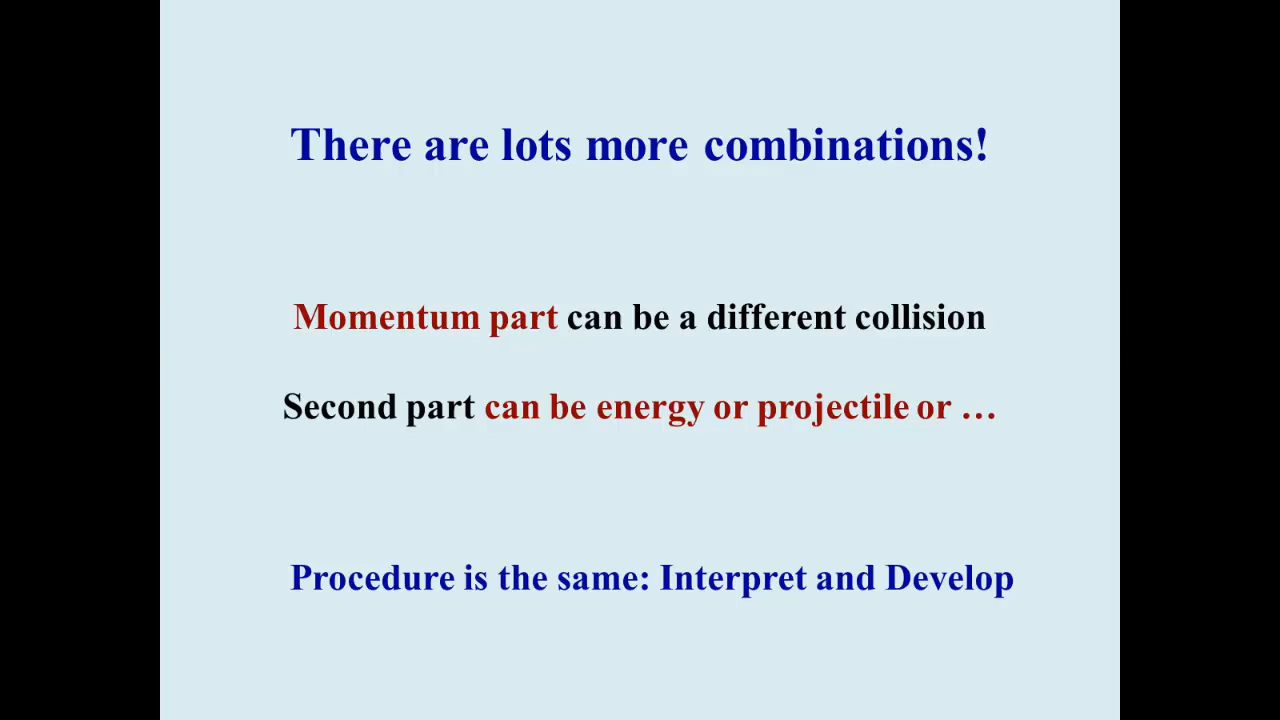 There are lots more combinations!
Momentum part can be a different collision
Second part can be energy or projectile or …
Procedure is the same: Interpret and Develop